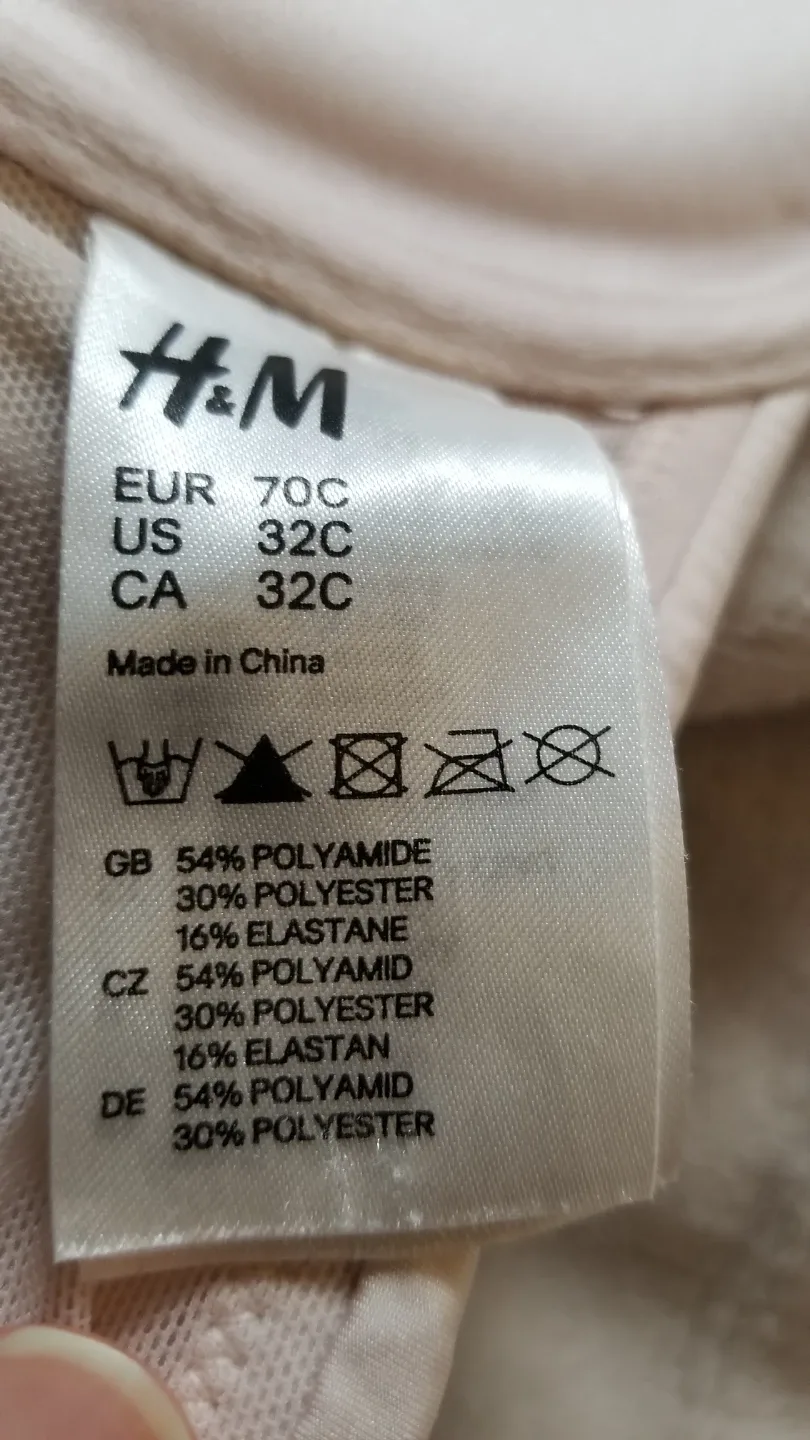 H&M
EUR 70C
US 32C
CA 32C
Made in China
GB 54% POLYAMIDE
30% POLYESTER
16% ELASTANE
CZ 54% POLYAMID
30% POLYESTER
16% ELASTAN
DE 54% POLYAMID
30% POLYESTER